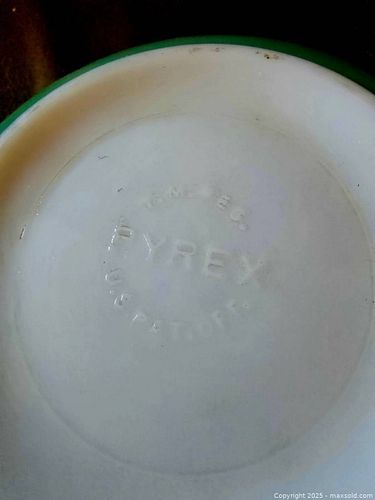 T.M. REG.
PYREX
U.S. PAT. OFF.
Copyright 2025 - maxsold.com